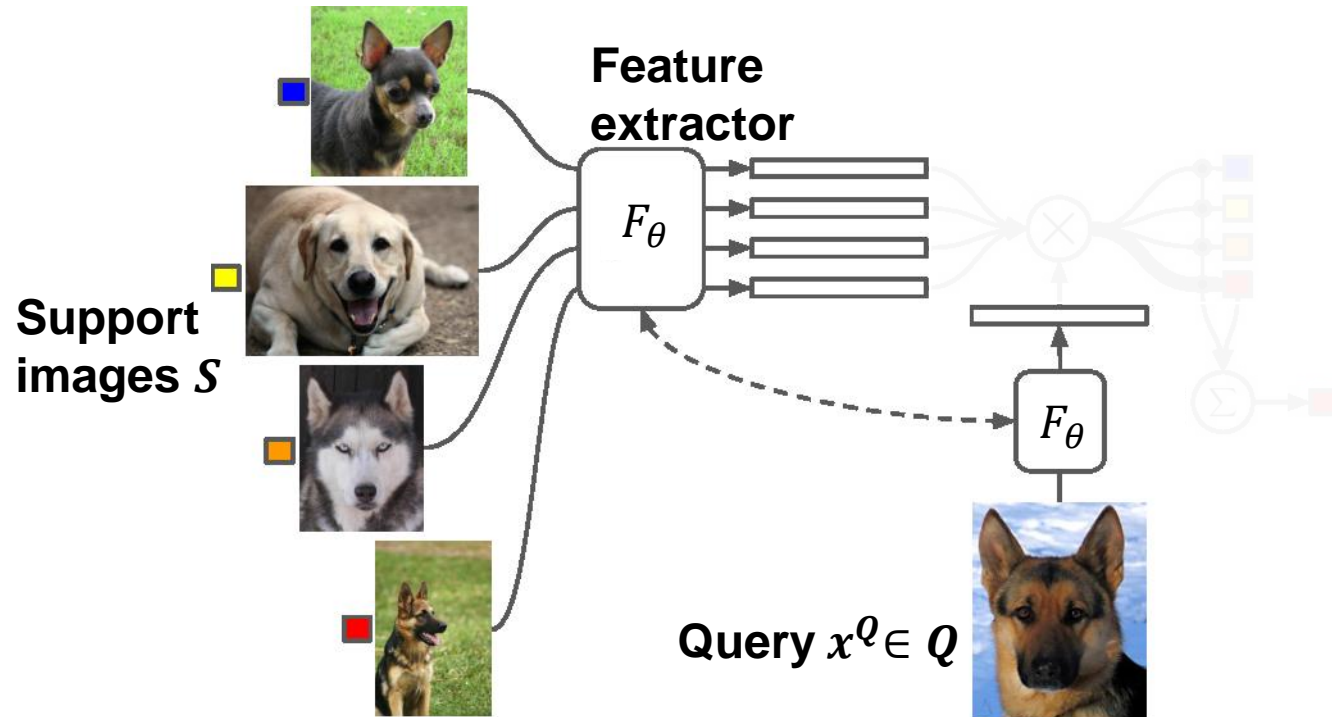 Feature
extractor
F_θ
Support
images S
F_θ
Query x^Q ∈ Q
×
Σ